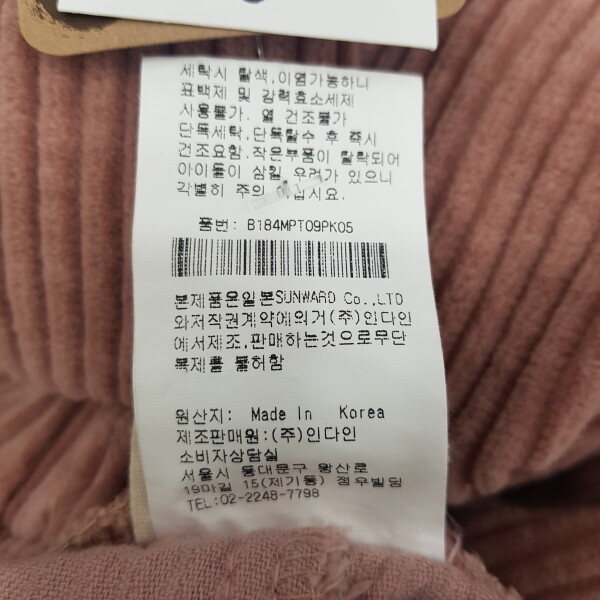 세탁시 탈색,이염가능하니
표백제 및 강력효소세제
사용불가. 열 건조불가
단독세탁,단독탈수 후 즉시
건조요함.작은부품이 탈락되어
아이들이 삼킬 우려가 있으니
각별히 주의 하십시요.
품번: B184MPT09PK05
본제품은일본SUNWARD Co.,LTD
와저작권계약에의거(주)인다인
에서제조,판매하는것으로무단
복제를 불허함
원산지: Made In Korea
제조판매원:(주)인다인
소비자상담실
서울시 동대문구 왕산로
19마길 15(제기동) 정우빌딩
TEL:02-2248-7798